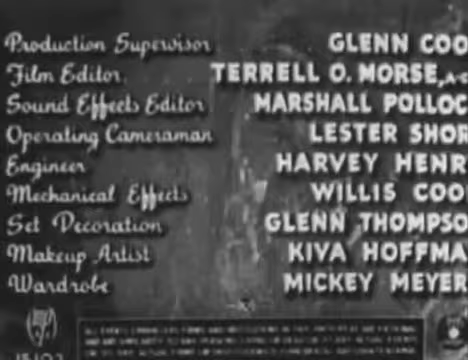 Production Supervisor GLENN COO
Film Editor TERRELL O. MORSE, A·C
Sound Effects Editor MARSHALL POLLOC
Operating Cameraman LESTER SHOR
Engineer HARVEY HENR
Mechanical Effects WILLIS COO
Set Decoration GLENN THOMPSO
Makeup Artist KIVA HOFFMA
Wardrobe MICKEY MEYER